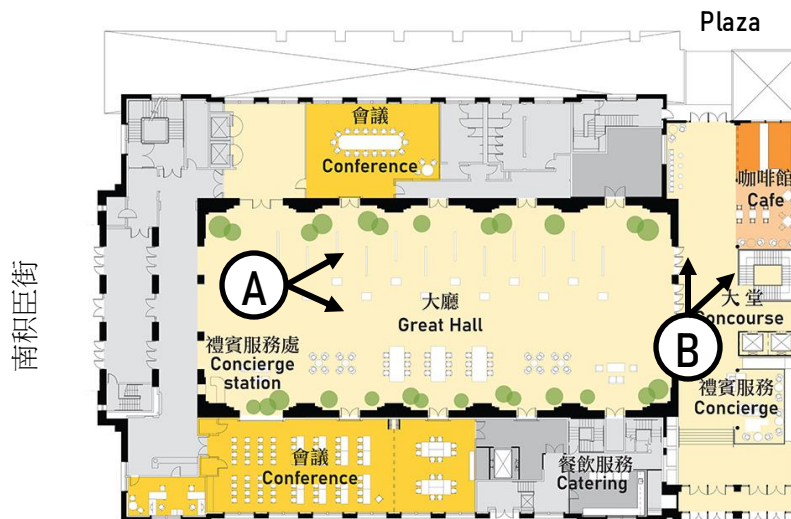 Plaza
會議
Conference
咖啡館
Cafe
南积臣街
A
大廳
Great Hall
B
大堂
Concourse
禮賓服務處
Concierge
station
禮賓服務
Concierge
會議
Conference
餐飲服務
Catering